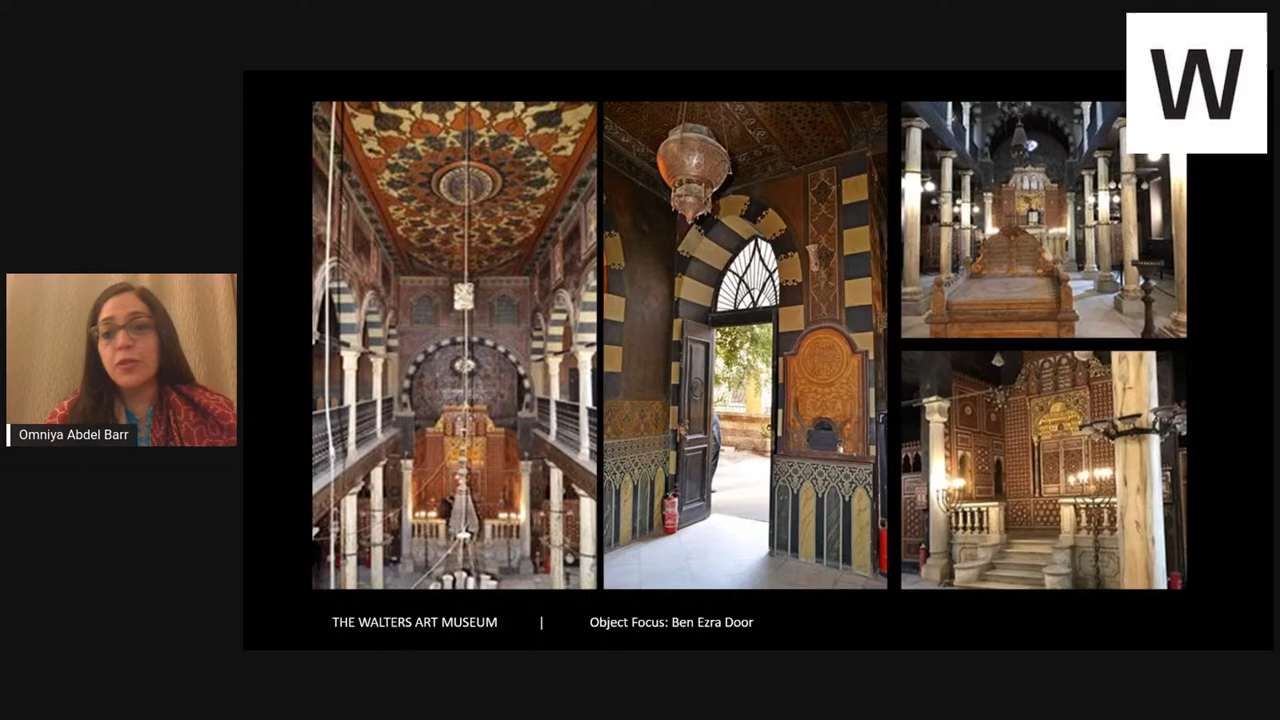 W
Omniya Abdel Barr
THE WALTERS ART MUSEUM | Object Focus: Ben Ezra Door